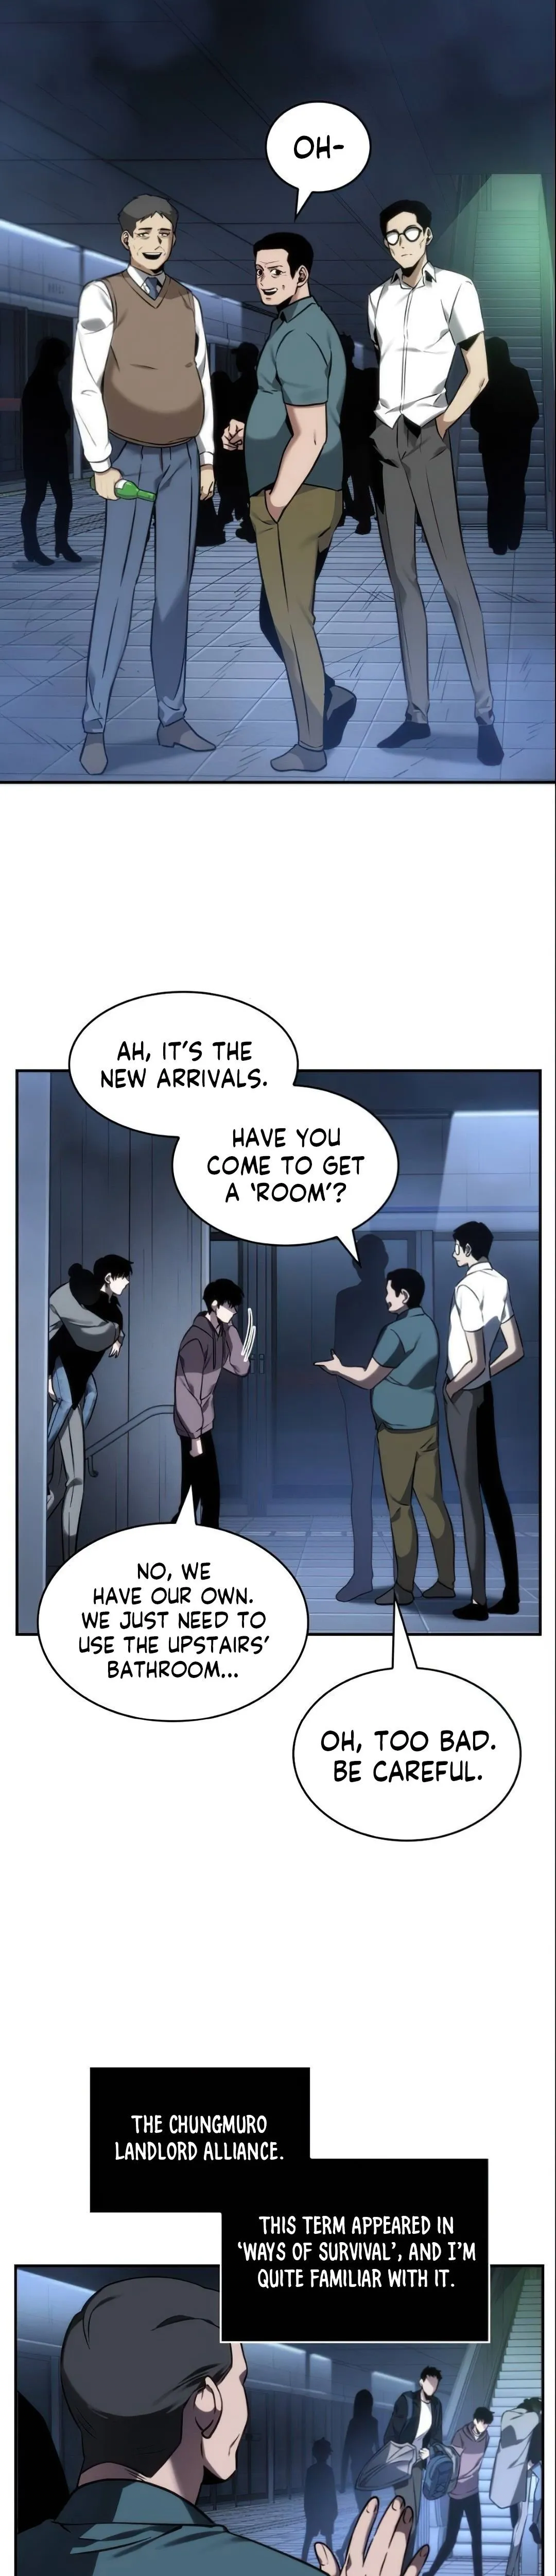 OH-
AH, IT'S THE
NEW ARRIVALS.
HAVE YOU
COME TO GET
A 'ROOM'?
NO, WE
HAVE OUR OWN.
WE JUST NEED TO
USE THE UPSTAIRS'
BATHROOM...
OH, TOO BAD.
BE CAREFUL.
THE CHUNGMURO
LANDLORD ALLIANCE.
THIS TERM APPEARED IN
'WAYS OF SURVIVAL', AND I'M
QUITE FAMILIAR WITH IT.